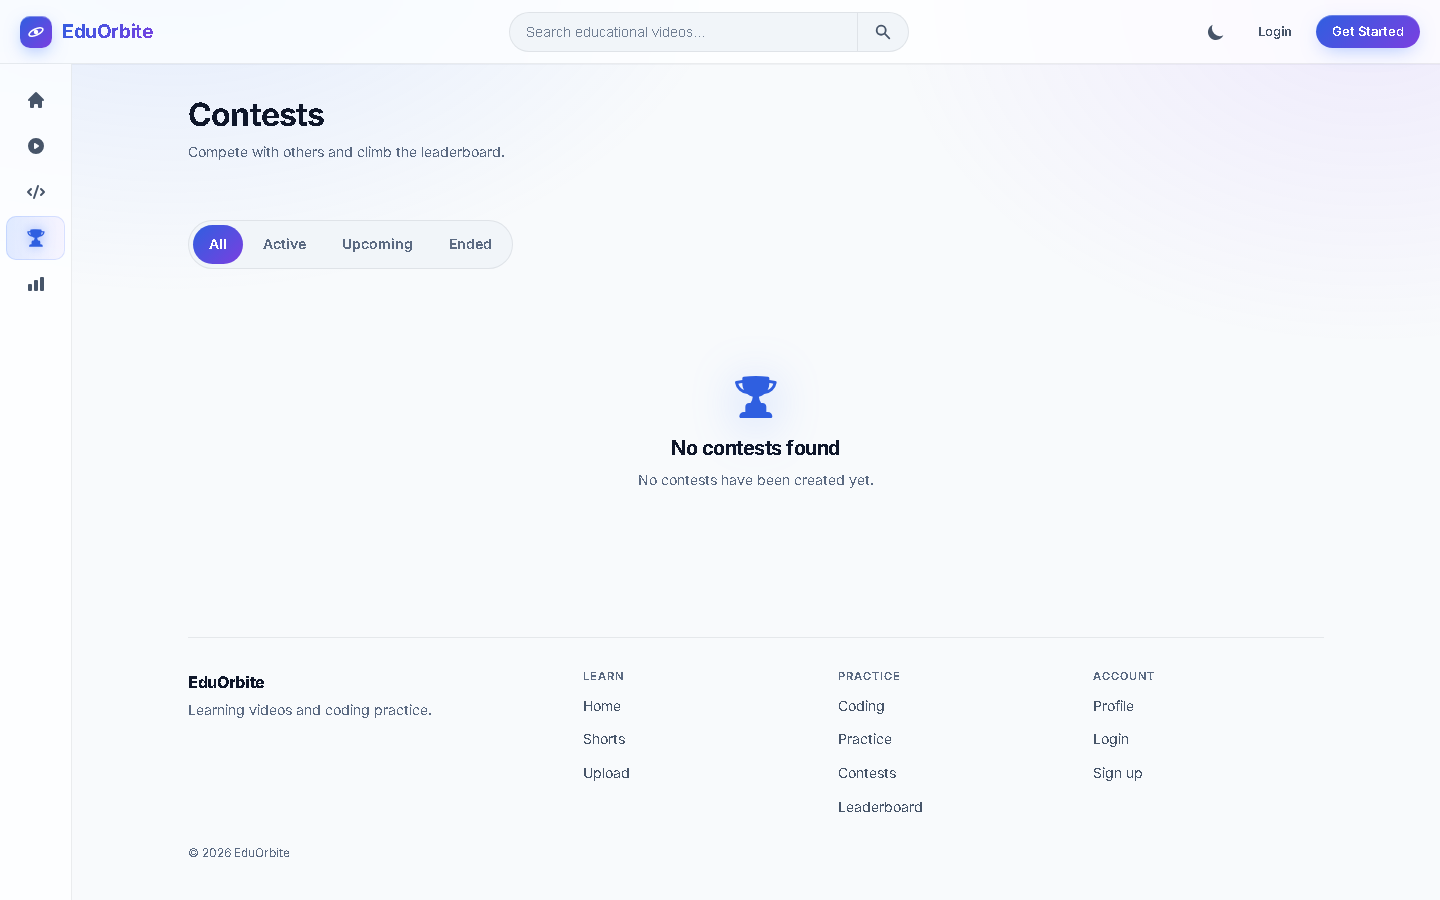 EduOrbite
Search educational videos...
Login
Get Started
Contests
Compete with others and climb the leaderboard.
All
Active
Upcoming
Ended
No contests found
No contests have been created yet.
EduOrbite
Learning videos and coding practice.
LEARN
Home
Shorts
Upload
PRACTICE
Coding
Practice
Contests
Leaderboard
ACCOUNT
Profile
Login
Sign up
© 2026 EduOrbite